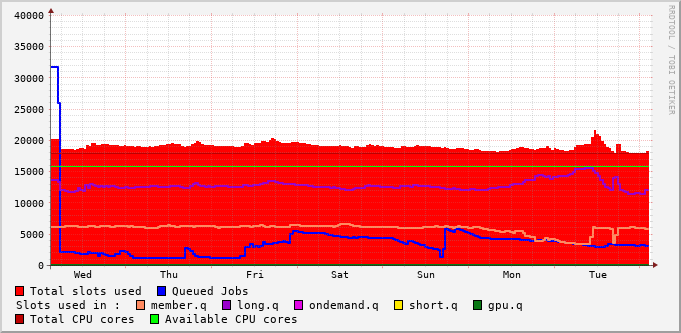 40000
35000
30000
25000
20000
15000
10000
5000
0
Wed Thu Fri Sat Sun Mon Tue
Total slots used Queued Jobs
Slots used in : member.q long.q ondemand.q short.q gpu.q
Total CPU cores Available CPU cores
RRDTOOL / TOBI OETIKER